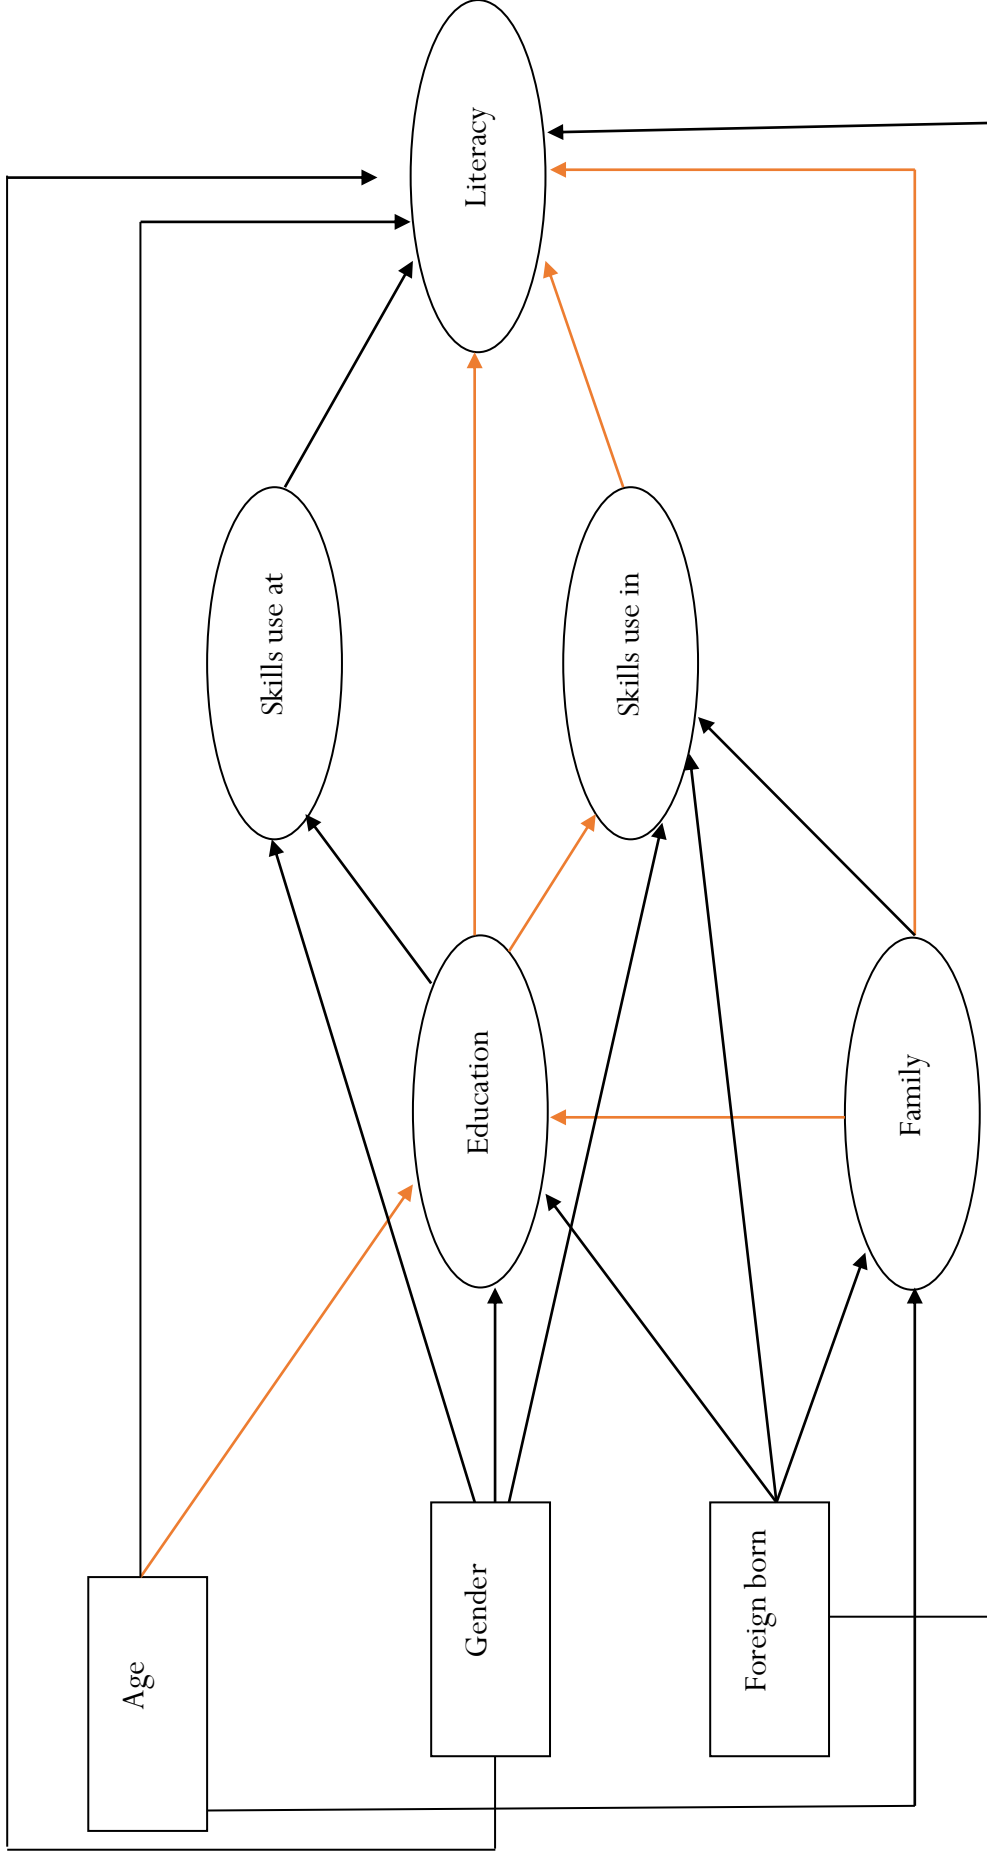 Age
Gender
Foreign born
Education
Family
Skills use at
Skills use in
Literacy